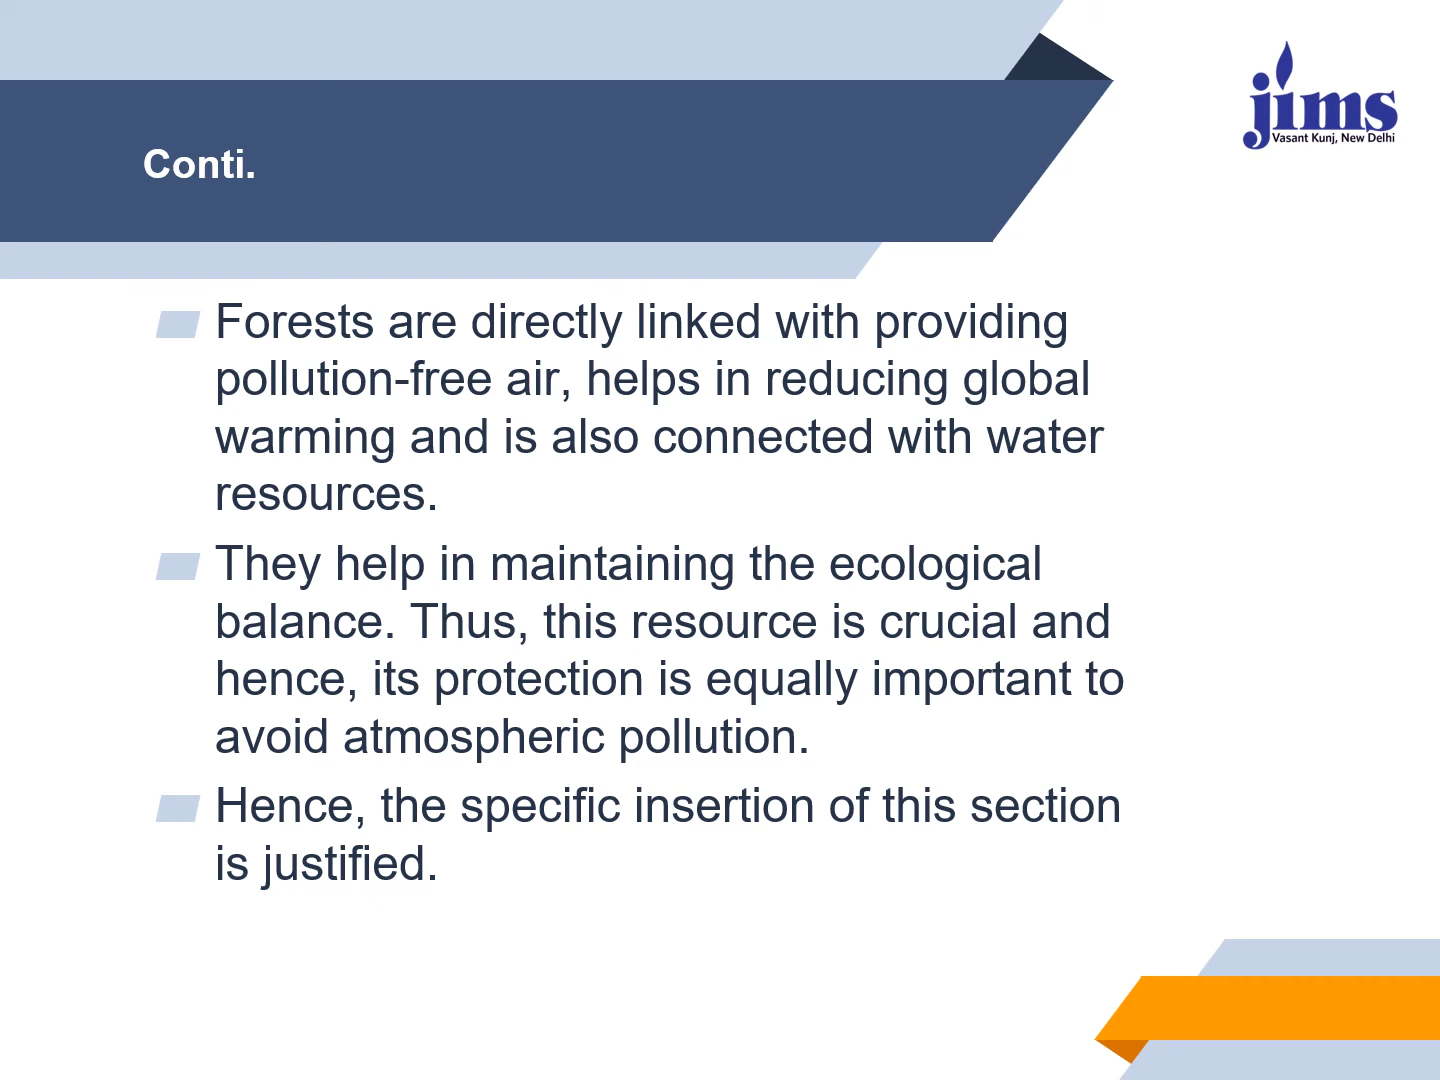 jims
Vasant Kunj, New Delhi
Conti.
Forests are directly linked with providing
pollution-free air, helps in reducing global
warming and is also connected with water
resources.
They help in maintaining the ecological
balance. Thus, this resource is crucial and
hence, its protection is equally important to
avoid atmospheric pollution.
Hence, the specific insertion of this section
is justified.